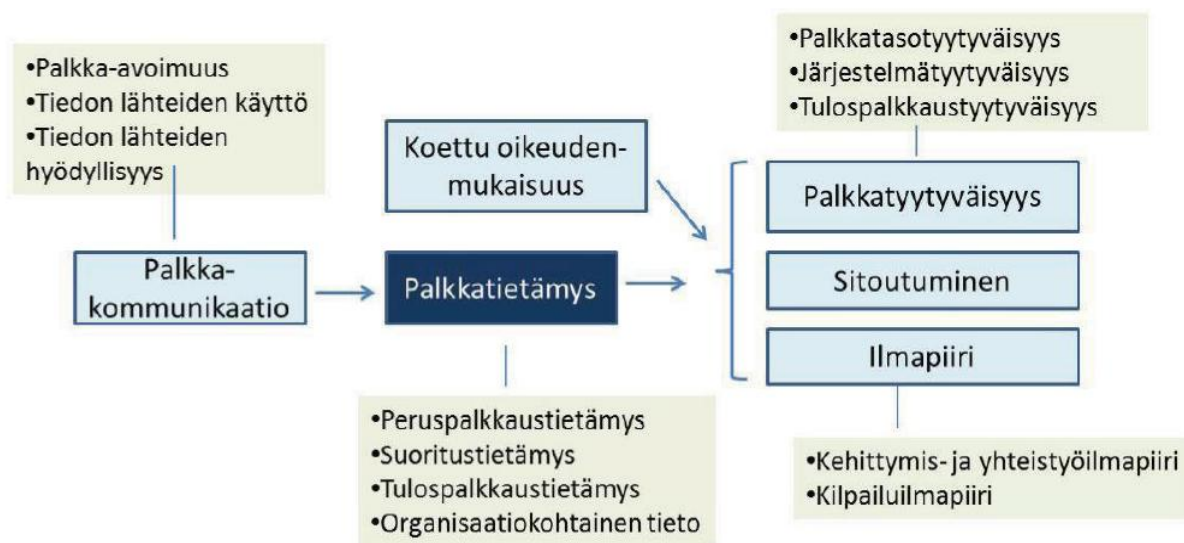 •Palkka-avoimuus
•Tiedon lähteiden käyttö
•Tiedon lähteiden
hyödyllisyys
Palkka-
kommunikaatio
Koettu oikeuden-
mukaisuus
Palkkatietämys
•Peruspalkkaustietämys
•Suoritustietämys
•Tulospalkkaustietämys
•Organisaatiokohtainen tieto
•Palkkatasotyytyväisyys
•Järjestelmätyytyväisyys
•Tulospalkkaustyytyväisyys
Palkkatyytyväisyys
Sitoutuminen
Ilmapiiri
•Kehittymis- ja yhteistyöilmapiiri
•Kilpailuilmapiiri